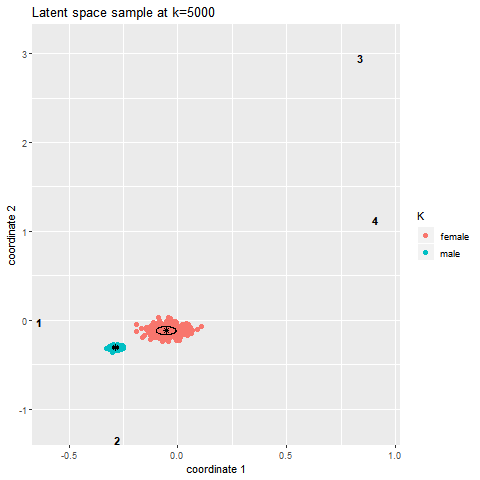 Latent space sample at k=5000
3
3
2
4
1
K
female
male
0
1
-1
2
-0.5
0.0
0.5
1.0
coordinate 1
coordinate 2